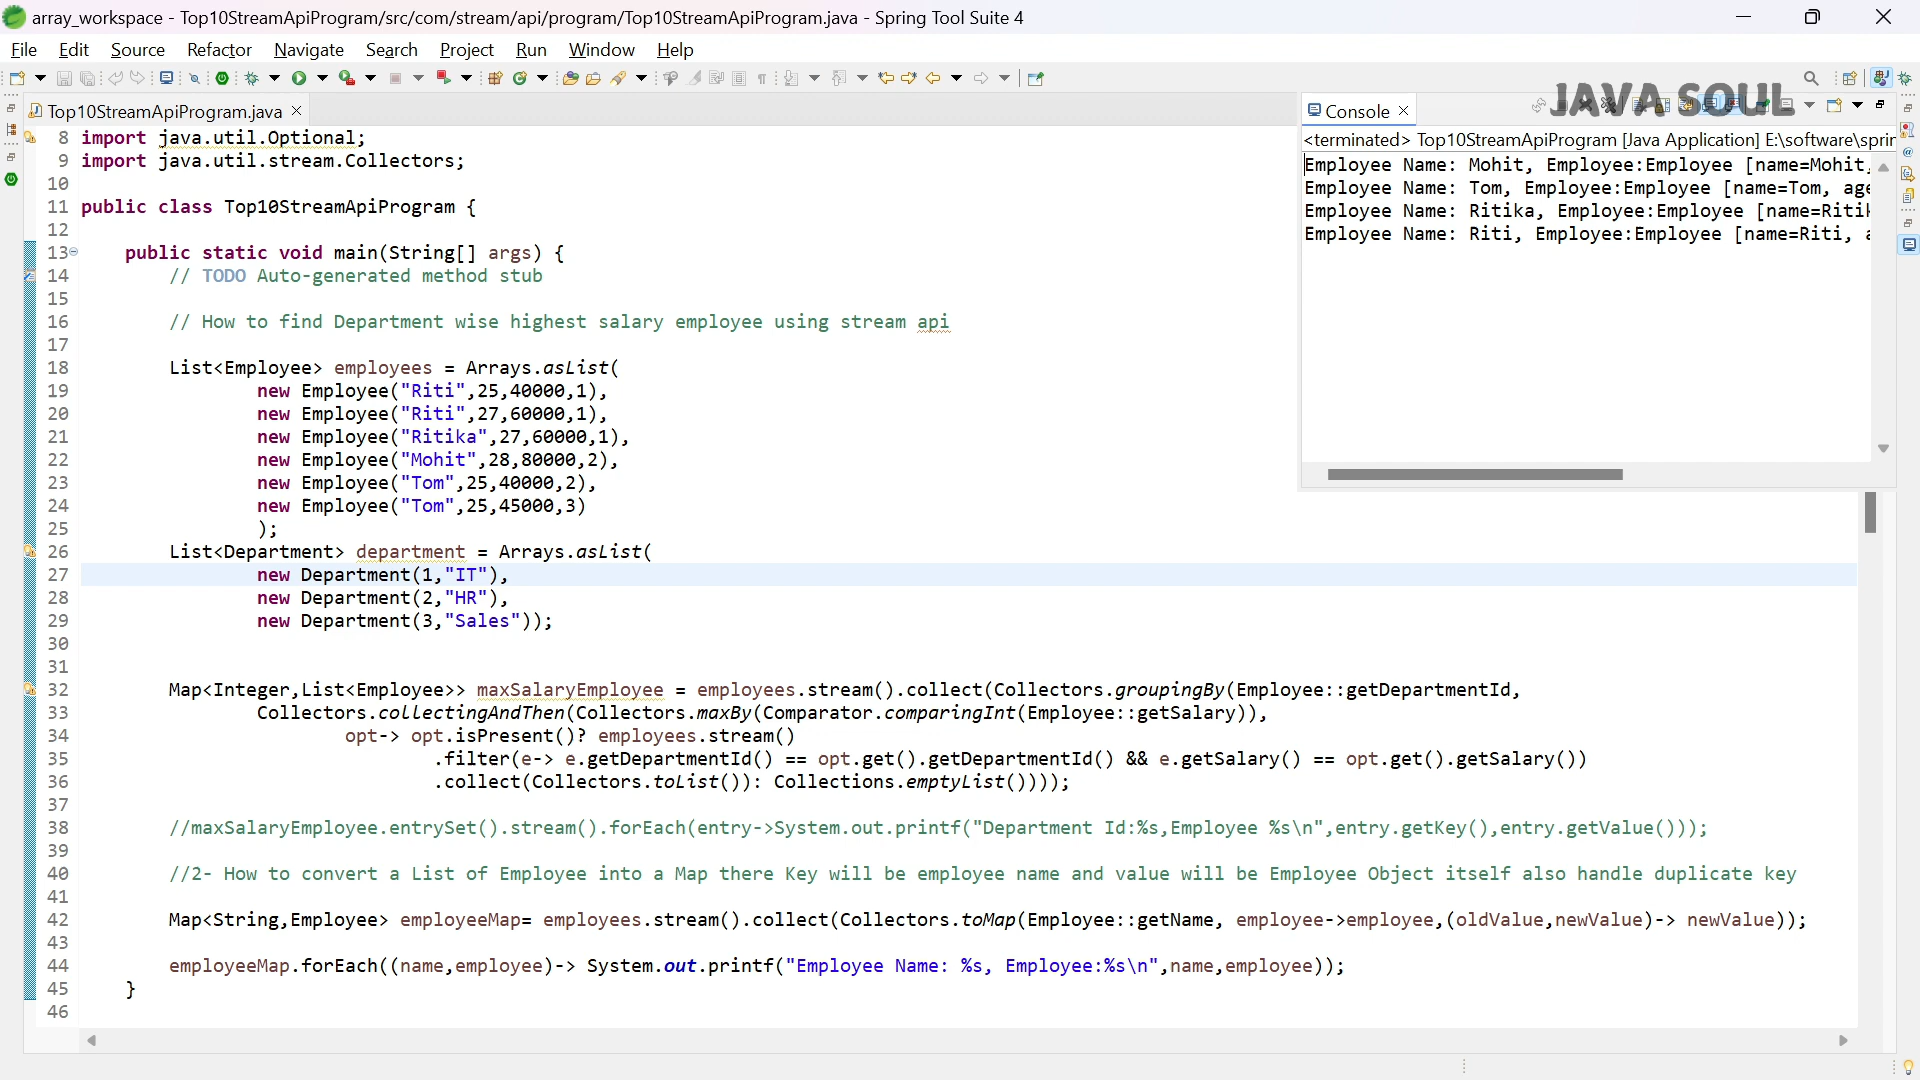 array_workspace - Top10StreamApiProgram/src/com/stream/api/program/Top10StreamApiProgram.java - Spring Tool Suite 4
File Edit Source Refactor Navigate Search Project Run Window Help
JAVA SOUL
Top10StreamApiProgram.java
8 import java.util.Optional;
9 import java.util.stream.Collectors;
10
11 public class Top10StreamApiProgram {
12
13 public static void main(String[] args) {
14 // TODO Auto-generated method stub
15
16 // How to find Department wise highest salary employee using stream api
17
18 List<Employee> employees = Arrays.asList(
19 new Employee("Riti",25,40000,1),
20 new Employee("Riti",27,60000,1),
21 new Employee("Ritika",27,60000,1),
22 new Employee("Mohit",28,80000,2),
23 new Employee("Tom",25,40000,2),
24 new Employee("Tom",25,45000,3)
25 );
26 List<Department> department = Arrays.asList(
27 new Department(1,"IT"),
28 new Department(2,"HR"),
29 new Department(3,"Sales"));
30
31
32 Map<Integer,List<Employee>> maxSalaryEmployee = employees.stream().collect(Collectors.groupingBy(Employee::getDepartmentId,
33 Collectors.collectingAndThen(Collectors.maxBy(Comparator.comparingInt(Employee::getSalary)),
34 opt-> opt.isPresent()? employees.stream()
35 .filter(e-> e.getDepartmentId() == opt.get().getDepartmentId() && e.getSalary() == opt.get().getSalary())
36 .collect(Collectors.toList()): Collections.emptyList())));
37
38 //maxSalaryEmployee.entrySet().stream().forEach(entry->System.out.printf("Department Id:%s,Employee %s\n",entry.getKey(),entry.getValue()));
39
40 //2- How to convert a List of Employee into a Map there Key will be employee name and value will be Employee Object itself also handle duplicate key
41
42 Map<String,Employee> employeeMap= employees.stream().collect(Collectors.toMap(Employee::getName, employee->employee,(oldValue,newValue)-> newValue));
43
44 employeeMap.forEach((name,employee)-> System.out.printf("Employee Name: %s, Employee:%s\n",name,employee));
45 }
46
Console
<terminated> Top10StreamApiProgram [Java Application] E:\software\sprin
Employee Name: Mohit, Employee:Employee [name=Mohit,
Employee Name: Tom, Employee:Employee [name=Tom, age
Employee Name: Ritika, Employee:Employee [name=Ritik
Employee Name: Riti, Employee:Employee [name=Riti, a